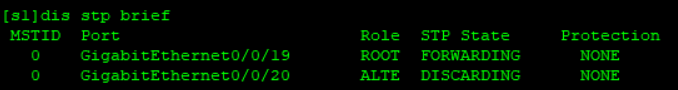 [sl]dis stp brief
MSTID Port Role STP State Protection
0 GigabitEthernet0/0/19 ROOT FORWARDING NONE
0 GigabitEthernet0/0/20 ALTE DISCARDING NONE